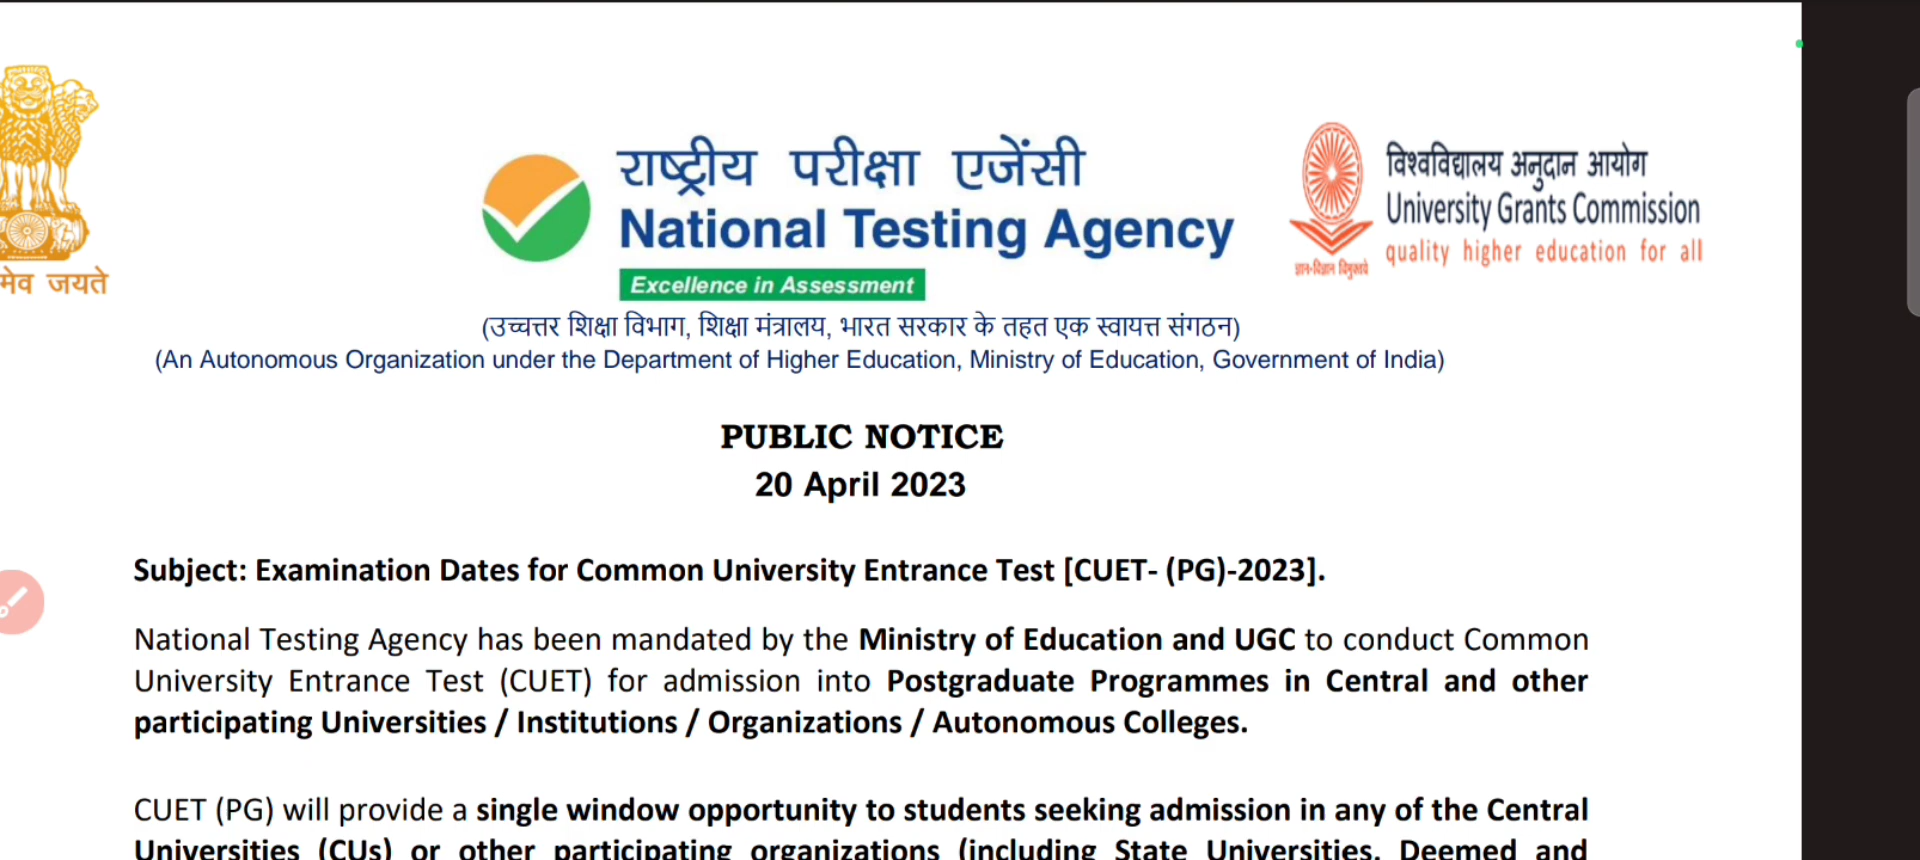 मेव जयते
राष्ट्रीय परीक्षा एजेंसी
National Testing Agency
Excellence in Assessment
विश्वविद्यालय अनुदान आयोग
University Grants Commission
quality higher education for all
ज्ञान-विज्ञान विमुक्तये
(उच्चत्तर शिक्षा विभाग, शिक्षा मंत्रालय, भारत सरकार के तहत एक स्वायत्त संगठन)
(An Autonomous Organization under the Department of Higher Education, Ministry of Education, Government of India)
PUBLIC NOTICE
20 April 2023
Subject: Examination Dates for Common University Entrance Test [CUET- (PG)-2023].
National Testing Agency has been mandated by the Ministry of Education and UGC to conduct Common
University Entrance Test (CUET) for admission into Postgraduate Programmes in Central and other
participating Universities / Institutions / Organizations / Autonomous Colleges.
CUET (PG) will provide a single window opportunity to students seeking admission in any of the Central
Universities (CUs) or other participating organizations (including State Universities, Deemed and